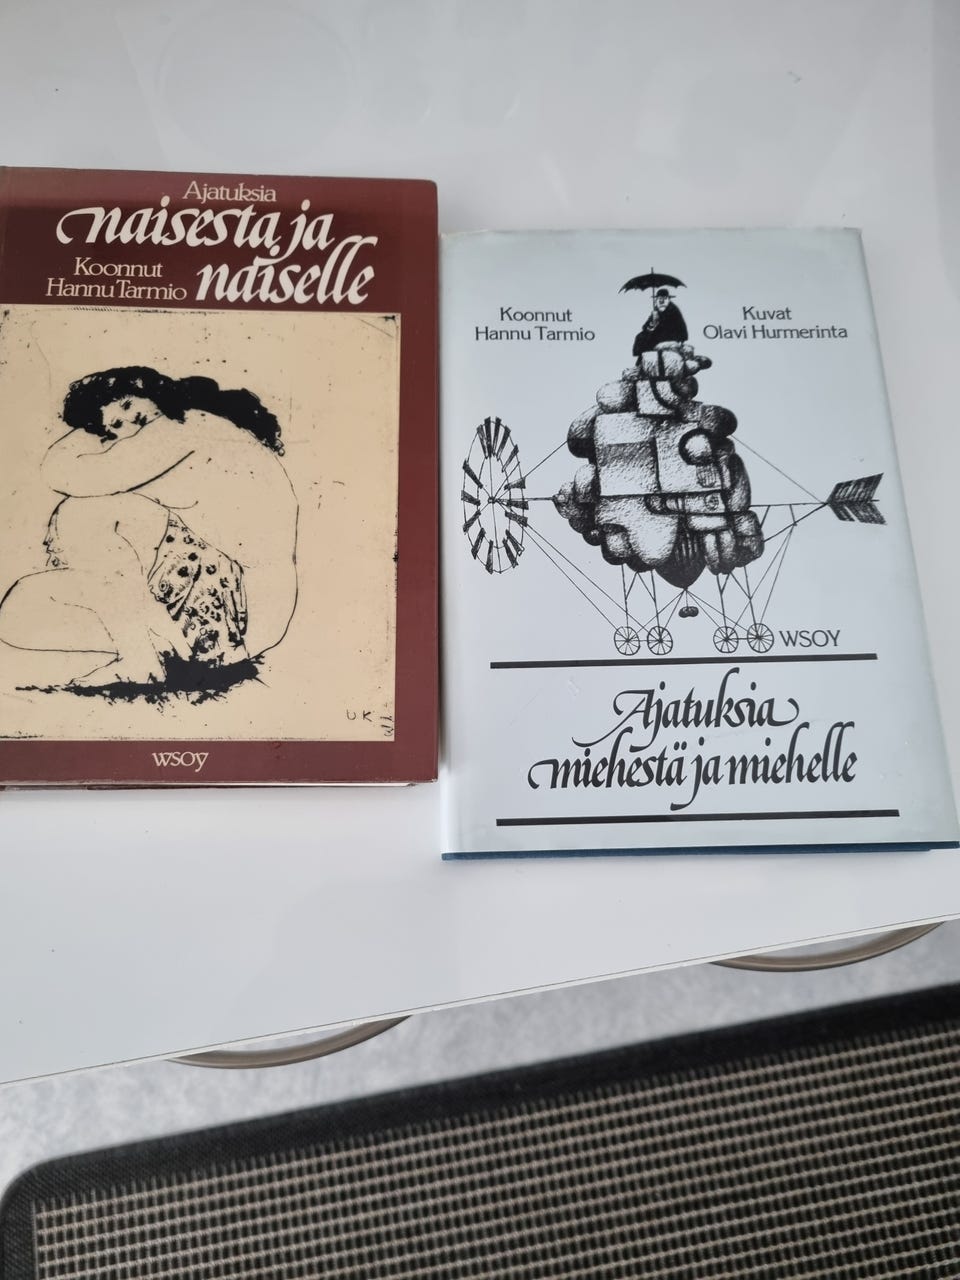 Ajatuksia
naisesta ja
naiselle
Koonnut
Hannu Tarmio
U K
wsoy
Koonnut
Hannu Tarmio
Kuvat
Olavi Hurmerinta
WSOY
Ajatuksia
miehestä ja miehelle